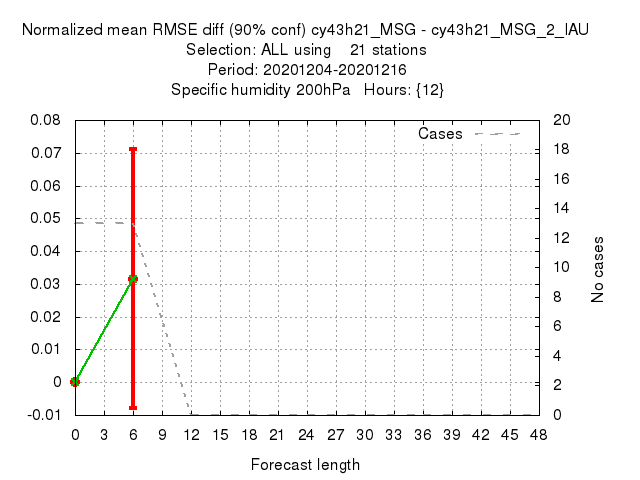 Normalized mean RMSE diff (90% conf) cy43h21_MSG - cy43h21_MSG_2_IAU
Selection: ALL using    21 stations
Period: 20201204-20201216
Specific humidity 200hPa   Hours: {12}
Cases
0.08
0.07
0.06
0.05
0.04
0.03
0.02
0.01
0
-0.01
20
18
16
14
12
10
8
6
4
2
0
No cases
0 3 6 9 12 15 18 21 24 27 30 33 36 39 42 45 48
Forecast length